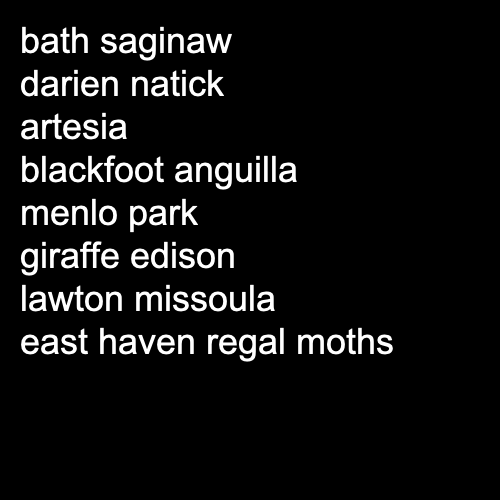 bath saginaw
darien natick
artesia
blackfoot anguilla
menlo park
giraffe edison
lawton missoula
east haven regal moths